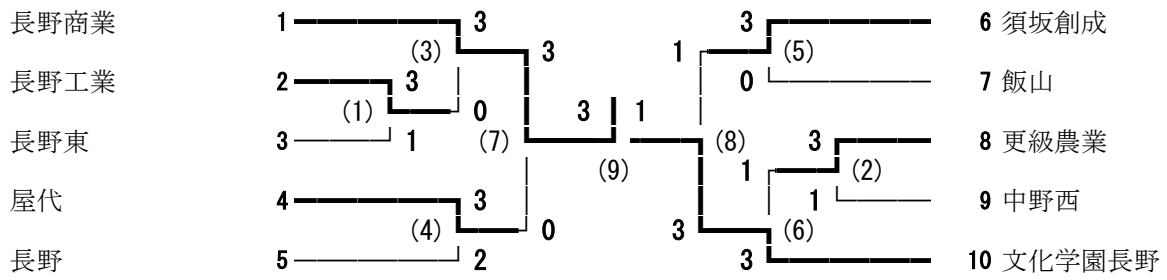 長野商業 1 3 6 須坂創成
(3) 3 1 (5)
長野工業 2 3 0 7 飯山
(1) 0 3 1
長野東 3 1 (7) (8) 3 8 更級農業
(9) 1 (2)
屋代 4 3 1 9 中野西
(4) 0 3 (6)
長野 5 2 3 10 文化学園長野